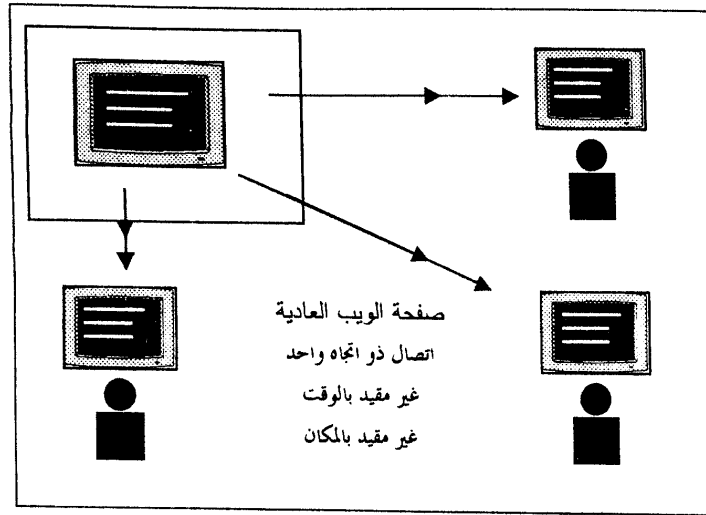 صفحة الويب العادية
اتصال ذو اتجاه واحد
غير مقيد بالوقت
غير مقيد بالمكان